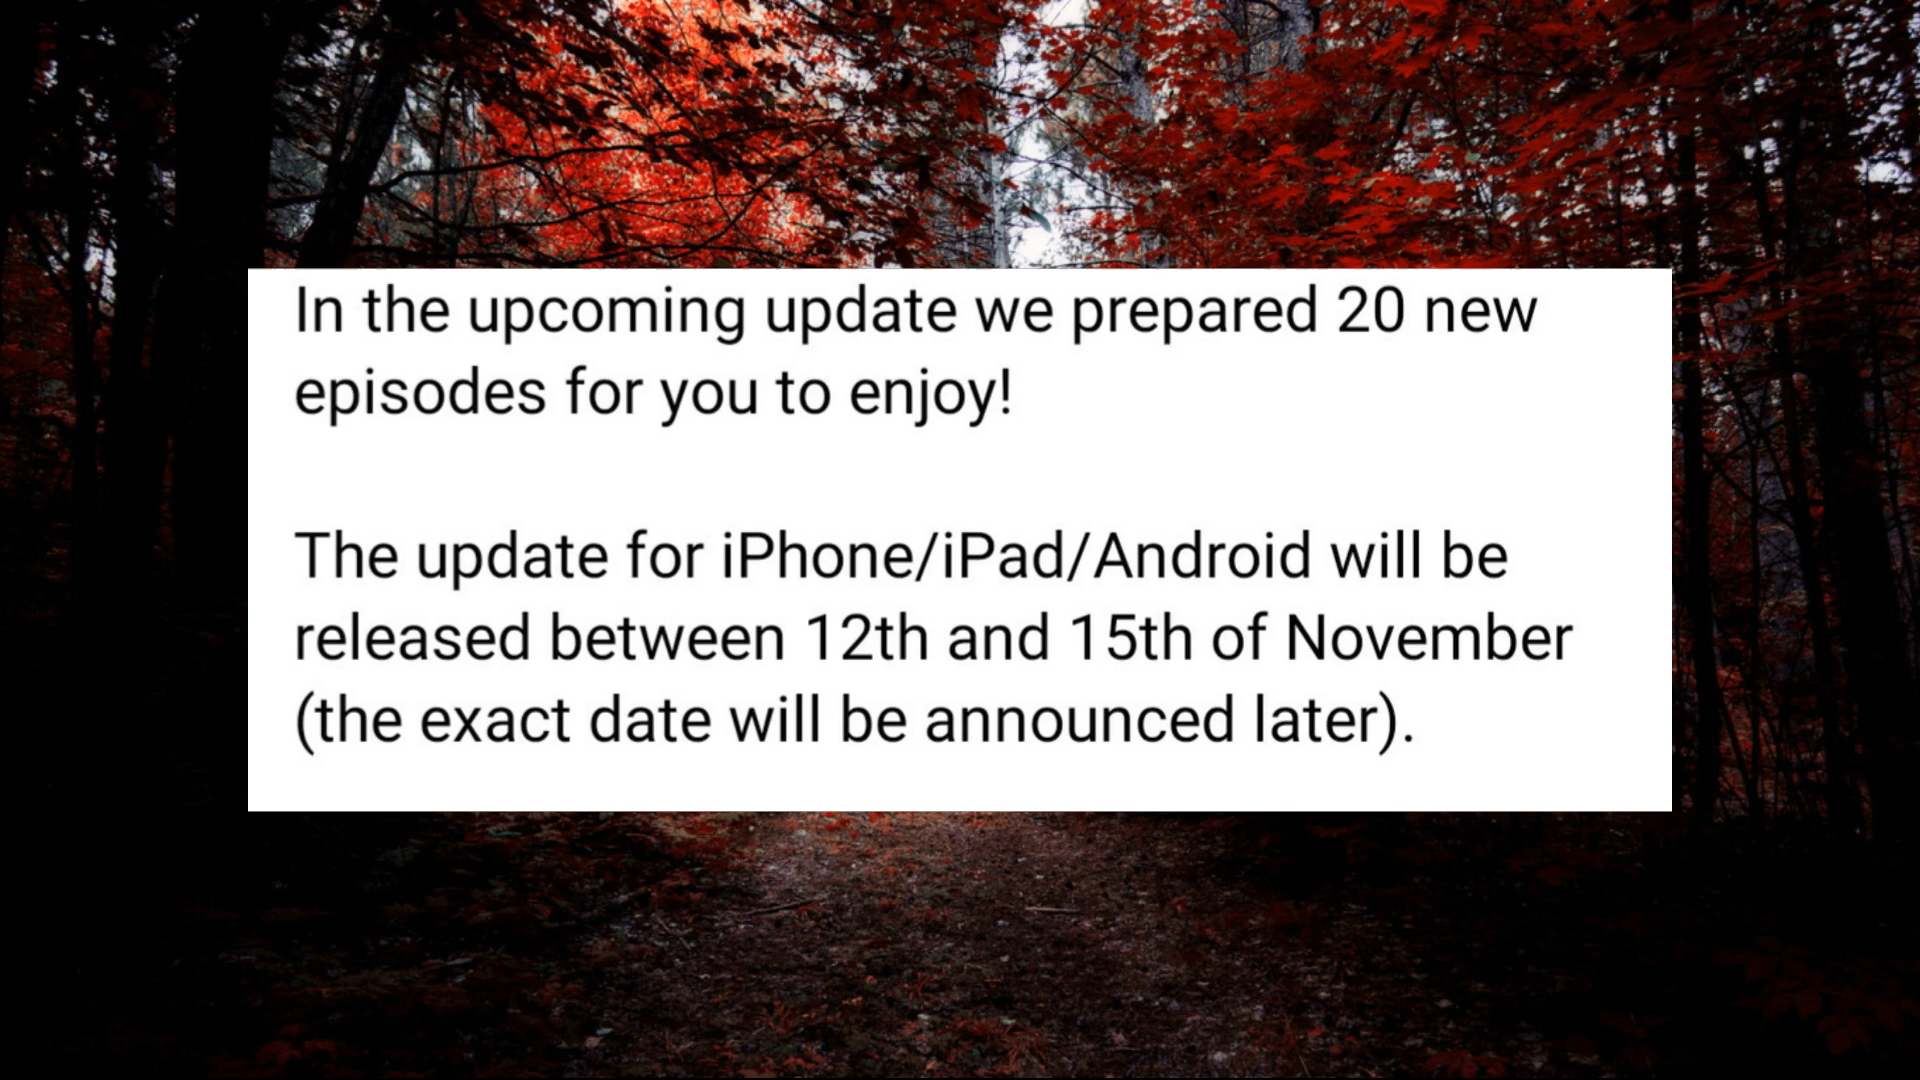 In the upcoming update we prepared 20 new
episodes for you to enjoy!
The update for iPhone/iPad/Android will be
released between 12th and 15th of November
(the exact date will be announced later).